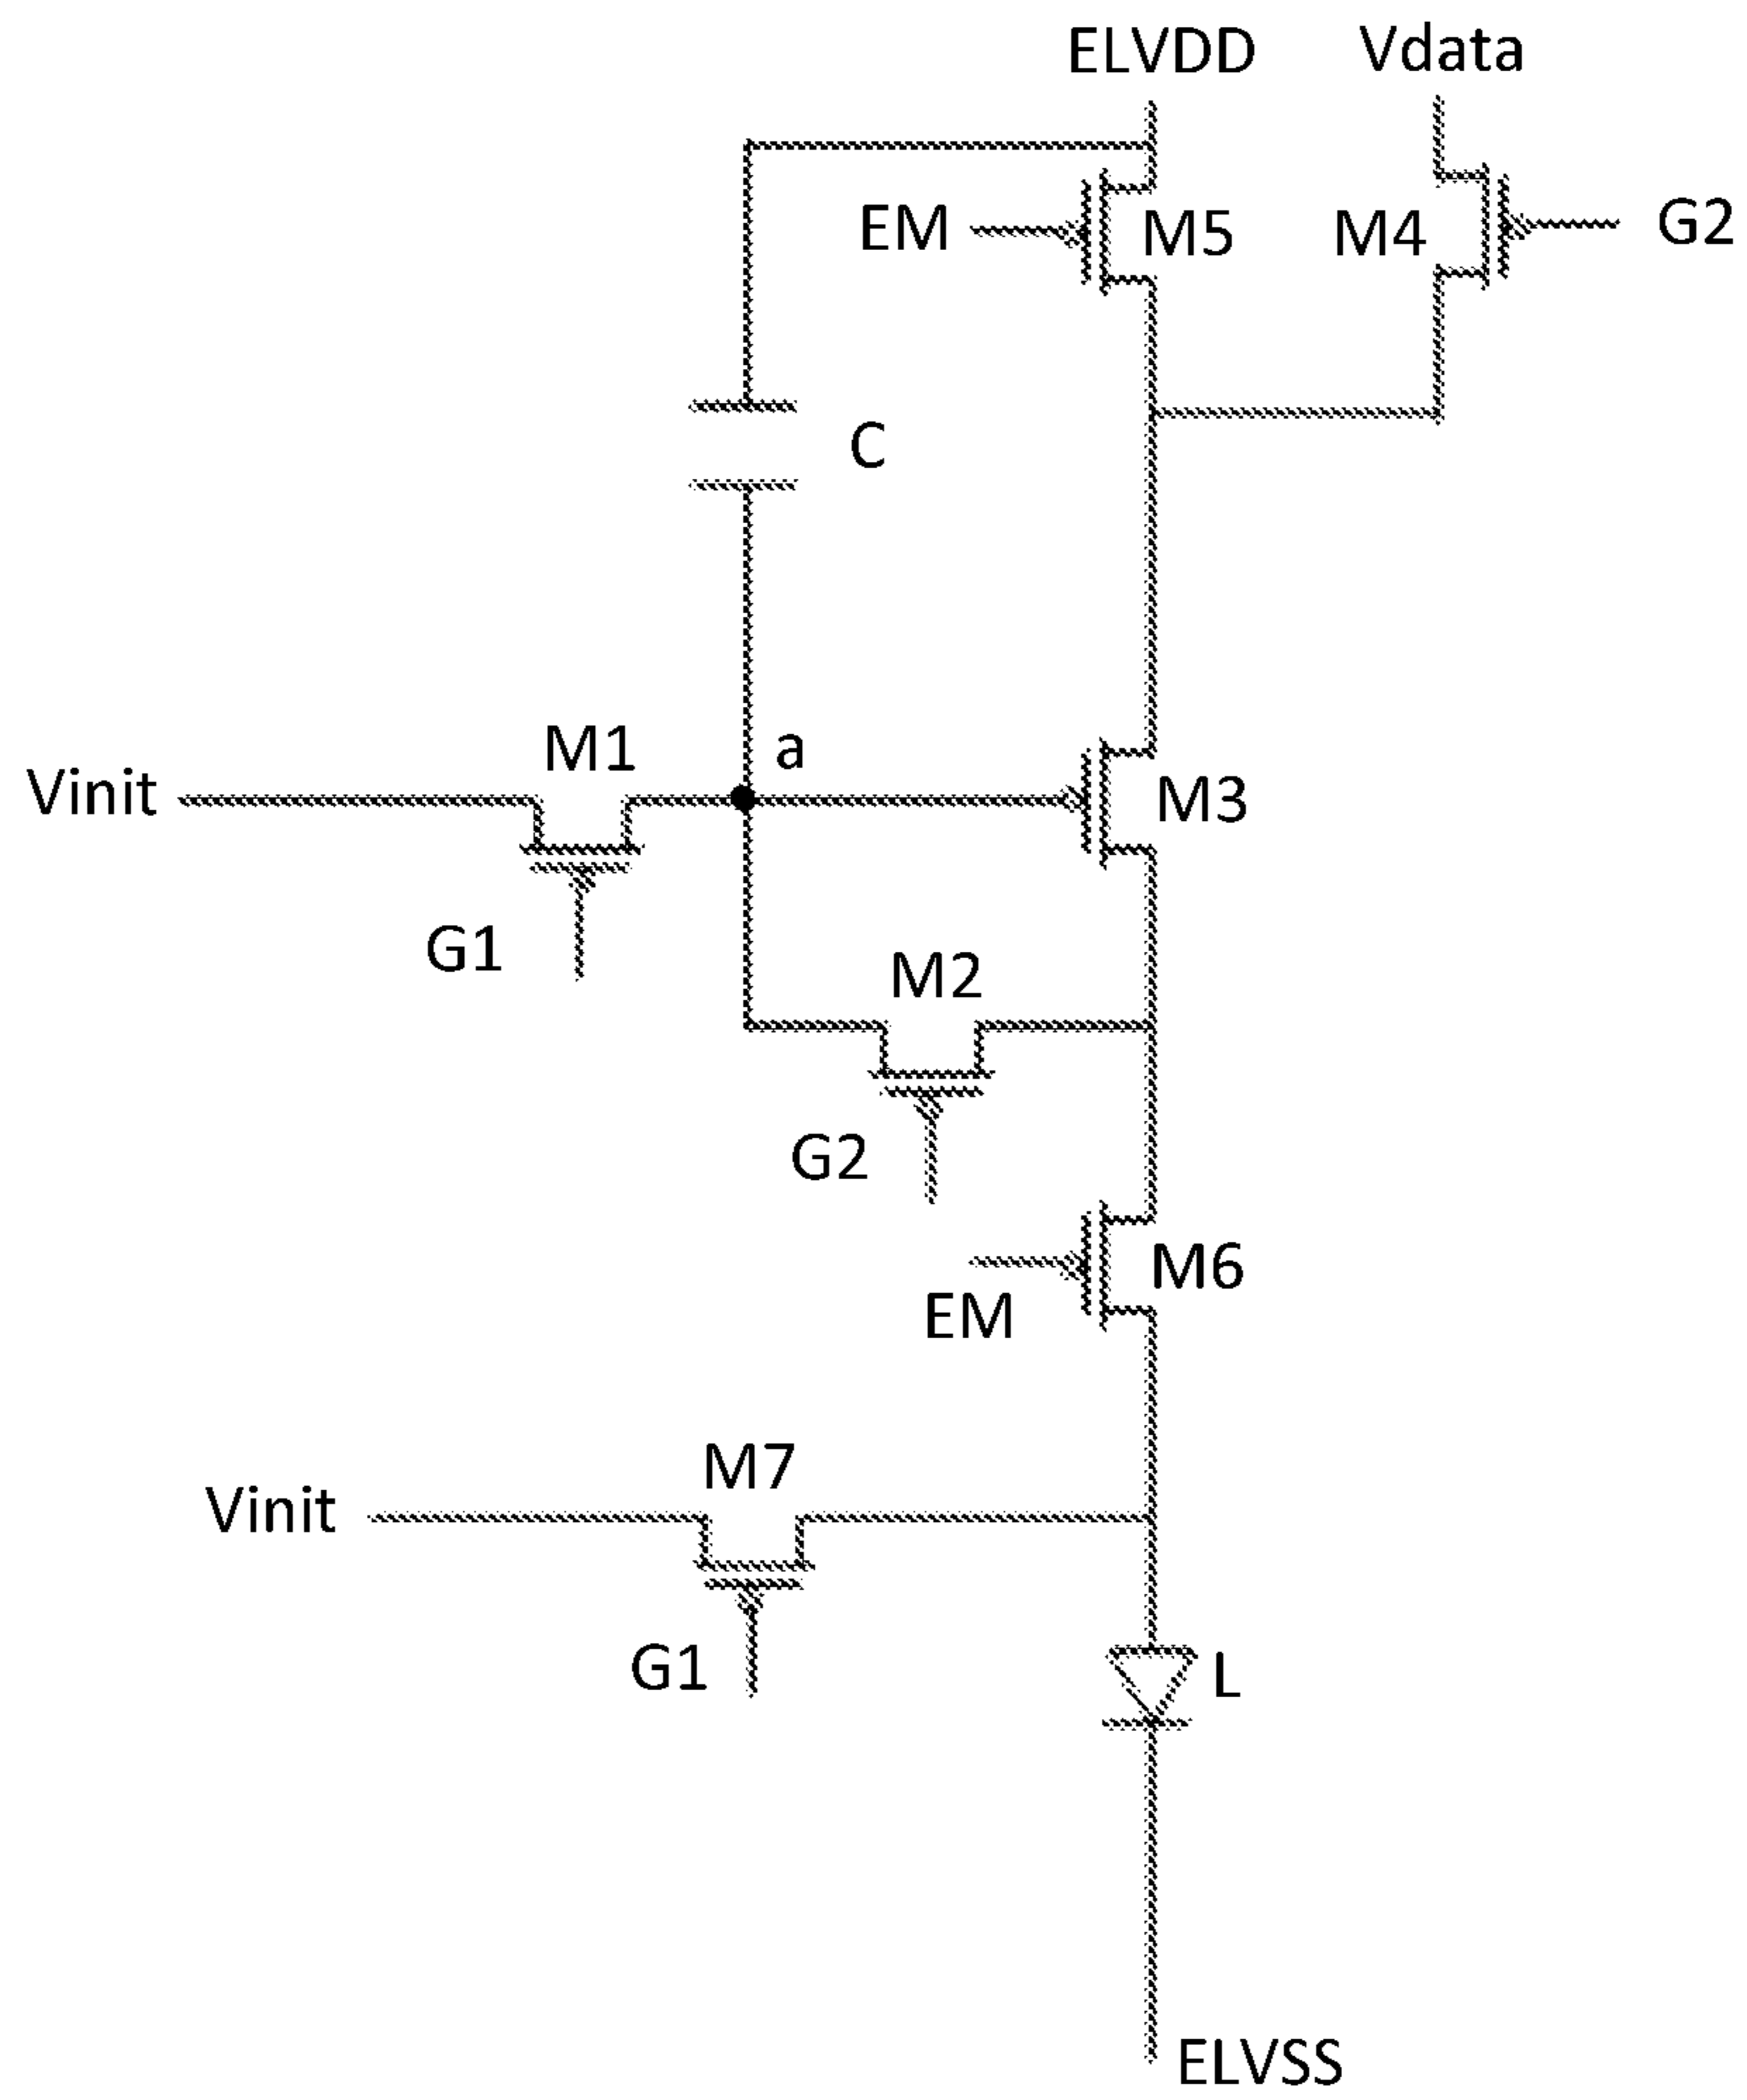 ELVDD Vdata
EM M5 M4 G2
C
M1 a
Vinit M3
G1
M2
G2
M6
EM
M7
Vinit
G1 L
ELVSS